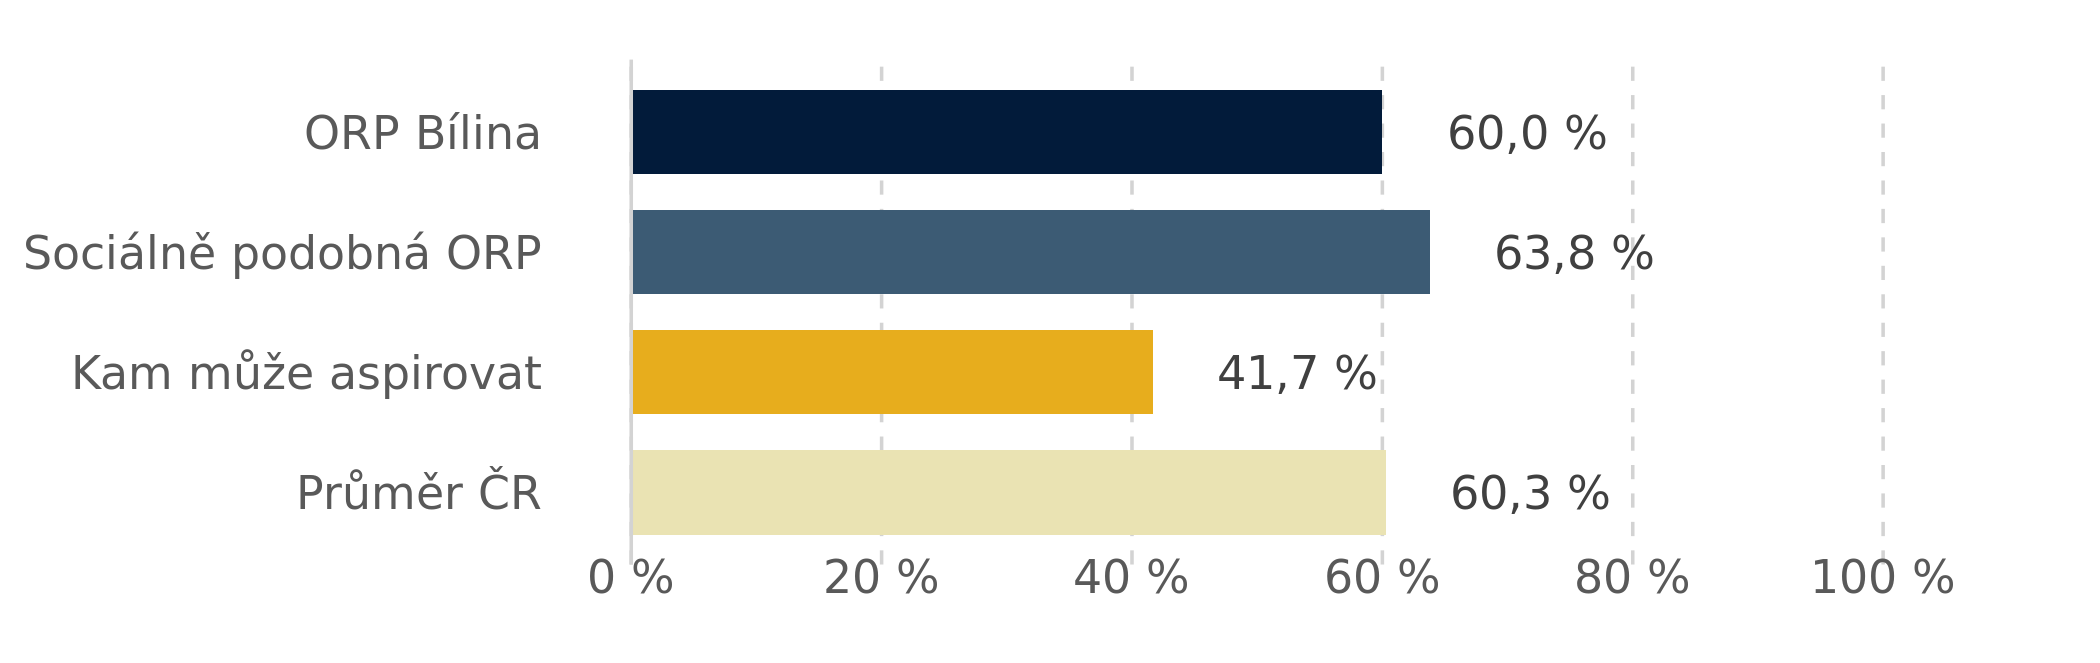 ORP Bílina 60,0 %
Sociálně podobná ORP 63,8 %
Kam může aspirovat 41,7 %
Průměr ČR 60,3 %
0 % 20 % 40 % 60 % 80 % 100 %